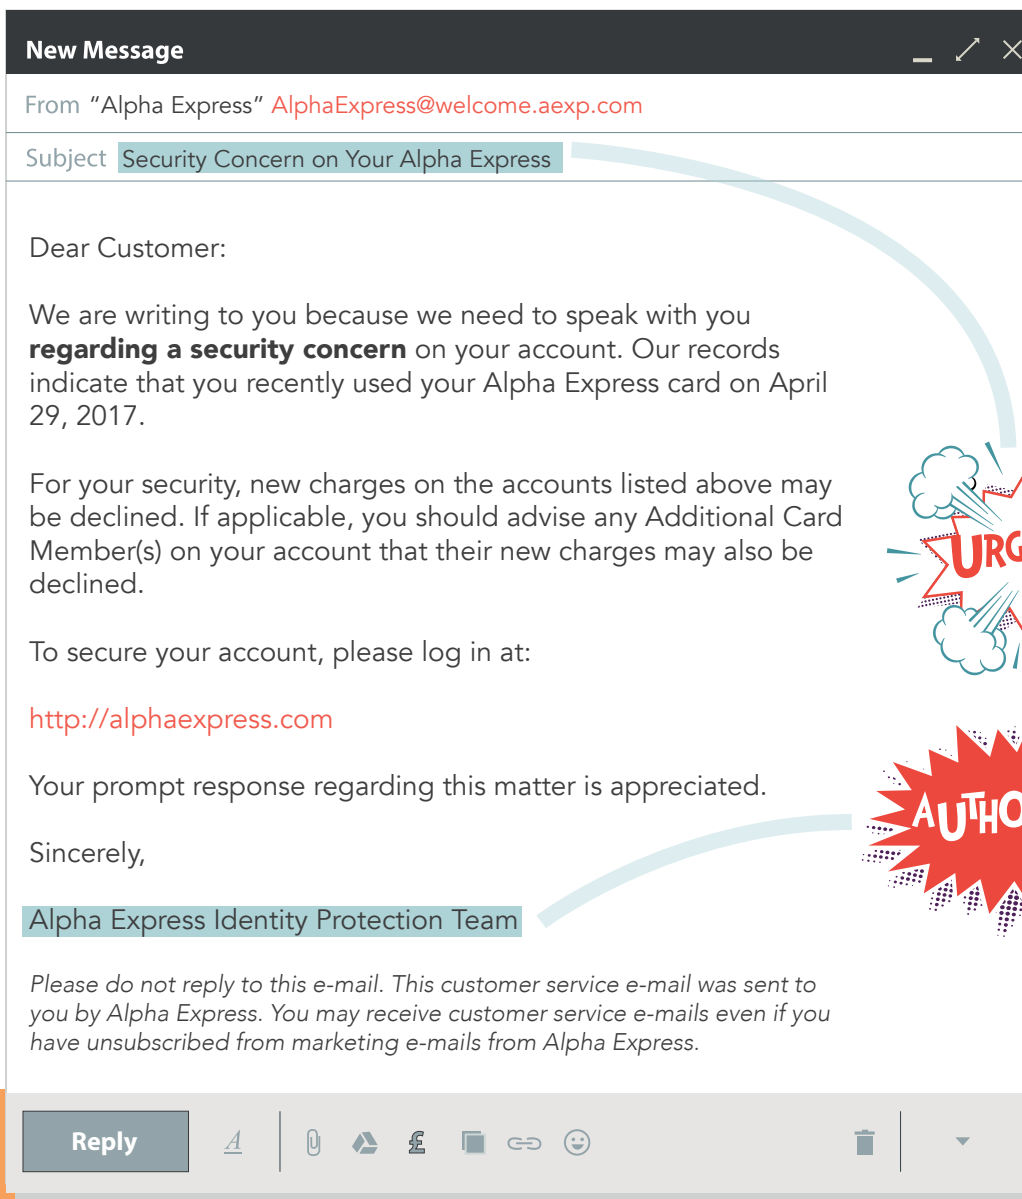 New Message
From "Alpha Express" AlphaExpress@welcome.aexp.com
Subject Security Concern on Your Alpha Express
Dear Customer:
We are writing to you because we need to speak with you
regarding a security concern on your account. Our records
indicate that you recently used your Alpha Express card on April
29, 2017.
For your security, new charges on the accounts listed above may
be declined. If applicable, you should advise any Additional Card
Member(s) on your account that their new charges may also be
declined.
To secure your account, please log in at:
http://alphaexpress.com
Your prompt response regarding this matter is appreciated.
Sincerely,
Alpha Express Identity Protection Team
Please do not reply to this e-mail. This customer service e-mail was sent to
you by Alpha Express. You may receive customer service e-mails even if you
have unsubscribed from marketing e-mails from Alpha Express.
Reply A £